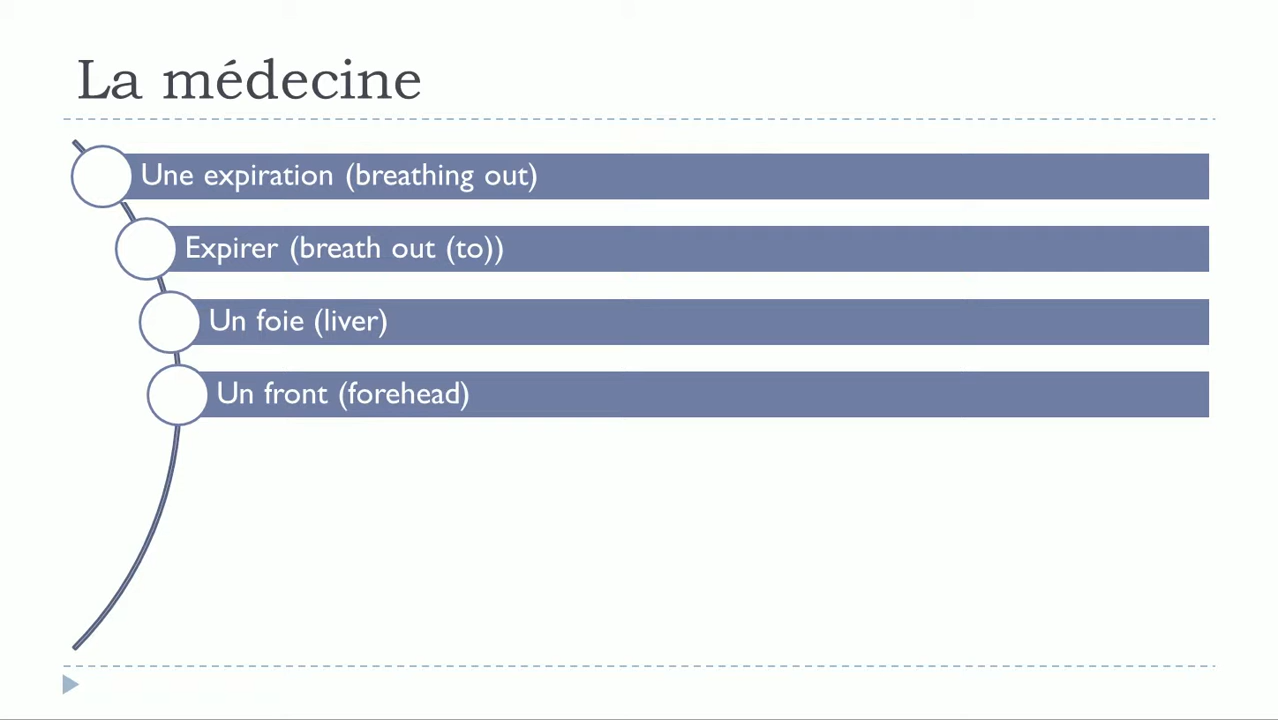 La médecine
Une expiration (breathing out)
Expirer (breath out (to))
Un foie (liver)
Un front (forehead)